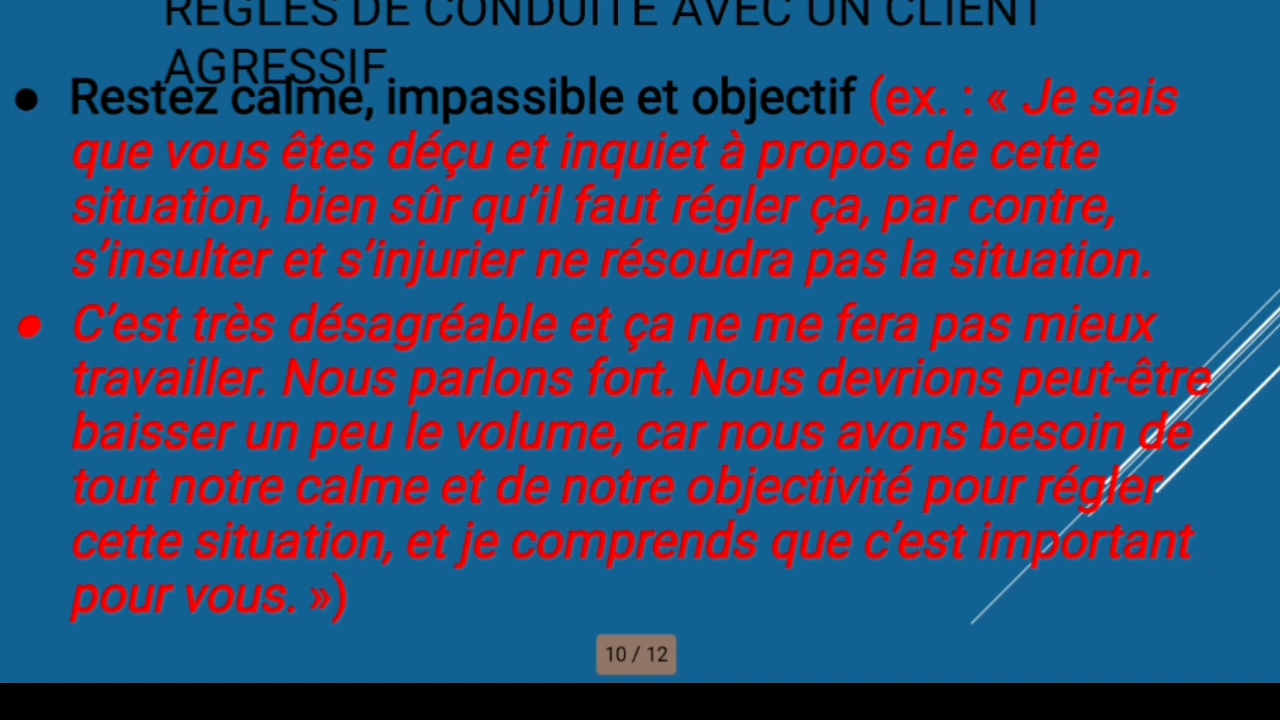 RÈGLES DE CONDUITE AVEC UN CLIENT
AGRESSIF
● Restez calme, impassible et objectif (ex. : « Je sais
que vous êtes déçu et inquiet à propos de cette
situation, bien sûr qu’il faut régler ça, par contre,
s’insulter et s’injurier ne résoudra pas la situation.
● C’est très désagréable et ça ne me fera pas mieux
travailler. Nous parlons fort. Nous devrions peut-être
baisser un peu le volume, car nous avons besoin de
tout notre calme et de notre objectivité pour régler
cette situation, et je comprends que c’est important
pour vous. »)
10 / 12